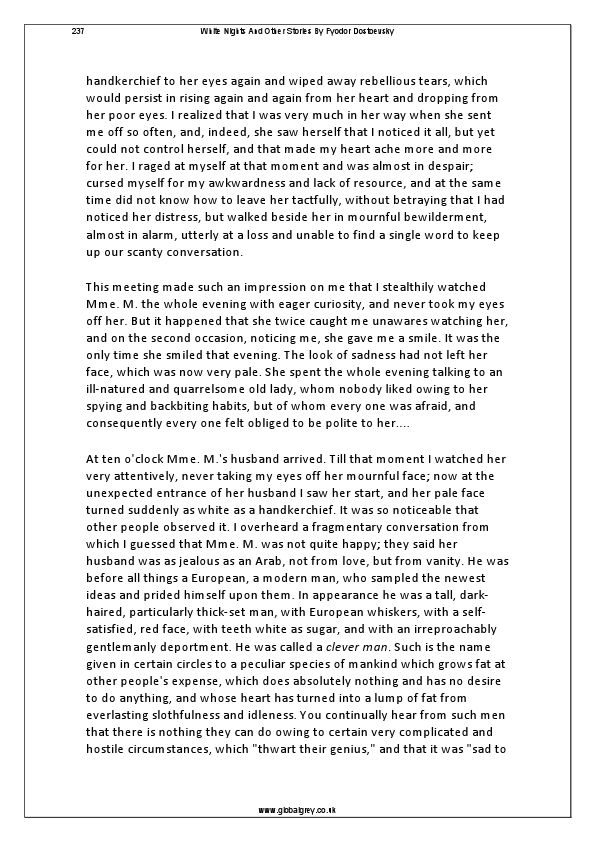 237 White Nights And Other Stories By Fyodor Dostoevsky
handkerchief to her eyes again and wiped away rebellious tears, which
would persist in rising again and again from her heart and dropping from
her poor eyes. I realized that I was very much in her way when she sent
me off so often, and, indeed, she saw herself that I noticed it all, but yet
could not control herself, and that made my heart ache more and more
for her. I raged at myself at that moment and was almost in despair;
cursed myself for my awkwardness and lack of resource, and at the same
time did not know how to leave her tactfully, without betraying that I had
noticed her distress, but walked beside her in mournful bewilderment,
almost in alarm, utterly at a loss and unable to find a single word to keep
up our scanty conversation.
This meeting made such an impression on me that I stealthily watched
Mme. M. the whole evening with eager curiosity, and never took my eyes
off her. But it happened that she twice caught me unawares watching her,
and on the second occasion, noticing me, she gave me a smile. It was the
only time she smiled that evening. The look of sadness had not left her
face, which was now very pale. She spent the whole evening talking to an
ill-natured and quarrelsome old lady, whom nobody liked owing to her
spying and backbiting habits, but of whom every one was afraid, and
consequently every one felt obliged to be polite to her....
At ten o'clock Mme. M.'s husband arrived. Till that moment I watched her
very attentively, never taking my eyes off her mournful face; now at the
unexpected entrance of her husband I saw her start, and her pale face
turned suddenly as white as a handkerchief. It was so noticeable that
other people observed it. I overheard a fragmentary conversation from
which I guessed that Mme. M. was not quite happy; they said her
husband was as jealous as an Arab, not from love, but from vanity. He was
before all things a European, a modern man, who sampled the newest
ideas and prided himself upon them. In appearance he was a tall, dark-
haired, particularly thick-set man, with European whiskers, with a self-
satisfied, red face, with teeth white as sugar, and with an irreproachably
gentlemanly deportment. He was called a clever man. Such is the name
given in certain circles to a peculiar species of mankind which grows fat at
other people's expense, which does absolutely nothing and has no desire
to do anything, and whose heart has turned into a lump of fat from
everlasting slothfulness and idleness. You continually hear from such men
that there is nothing they can do owing to certain very complicated and
hostile circumstances, which "thwart their genius," and that it was "sad to
www.globalgrey.co.uk